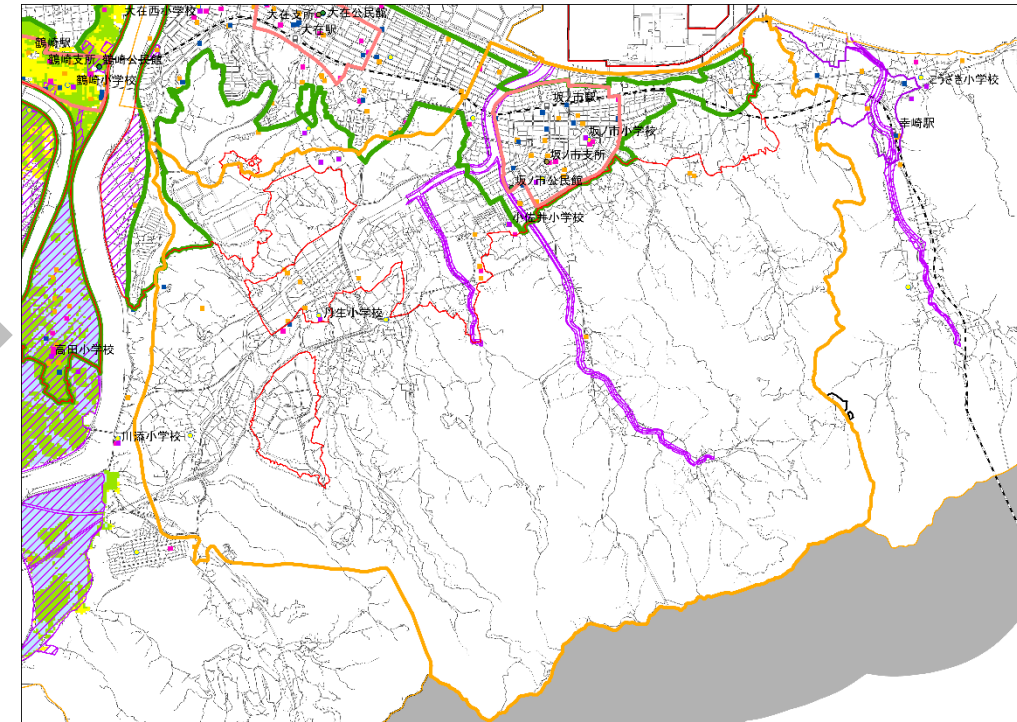 大在西小学校
大在支所
大在公民館
大在駅
鶴崎駅
鶴崎支所
鶴崎公民館
鶴崎小学校
こうざき小学校
坂ノ市駅
幸崎駅
坂ノ市小学校
坂ノ市支所
坂ノ市公民館
小佐井小学校
丹生小学校
高田小学校
川添小学校